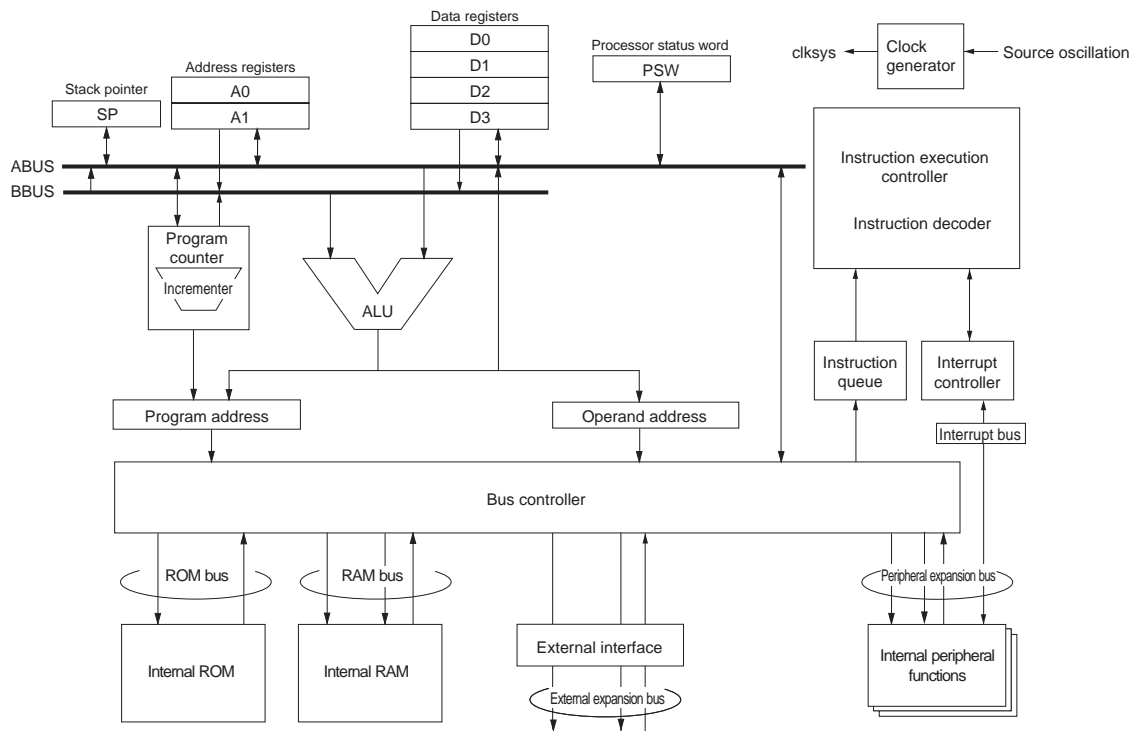 Data registers
D0
D1
D2
D3
Address registers
A0
A1
Stack pointer
SP
Processor status word
PSW
clksys
Clock
generator
Source oscillation
ABUS
BBUS
Instruction execution
controller
Instruction decoder
Program
counter
Incrementer
ALU
Instruction
queue
Interrupt
controller
Program address
Operand address
Interrupt bus
Bus controller
ROM bus
RAM bus
Peripheral expansion bus
Internal ROM
Internal RAM
External interface
Internal peripheral
functions
External expansion bus